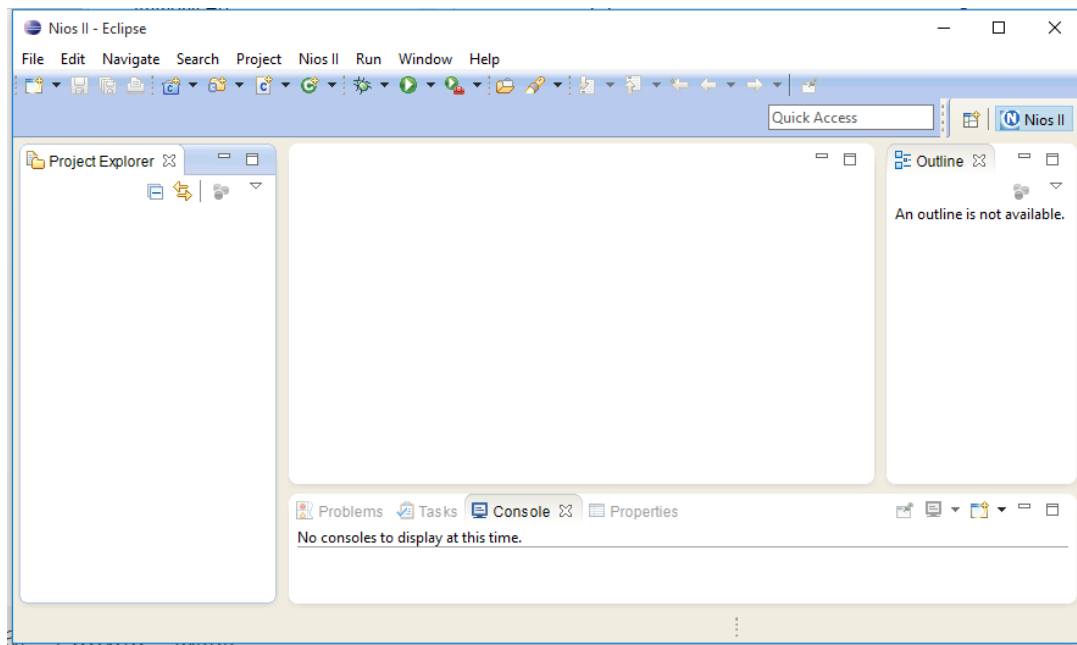 Nios II - Eclipse
File Edit Navigate Search Project Nios II Run Window Help
Quick Access
Nios II
Project Explorer
Outline
An outline is not available.
Problems Tasks Console Properties
No consoles to display at this time.